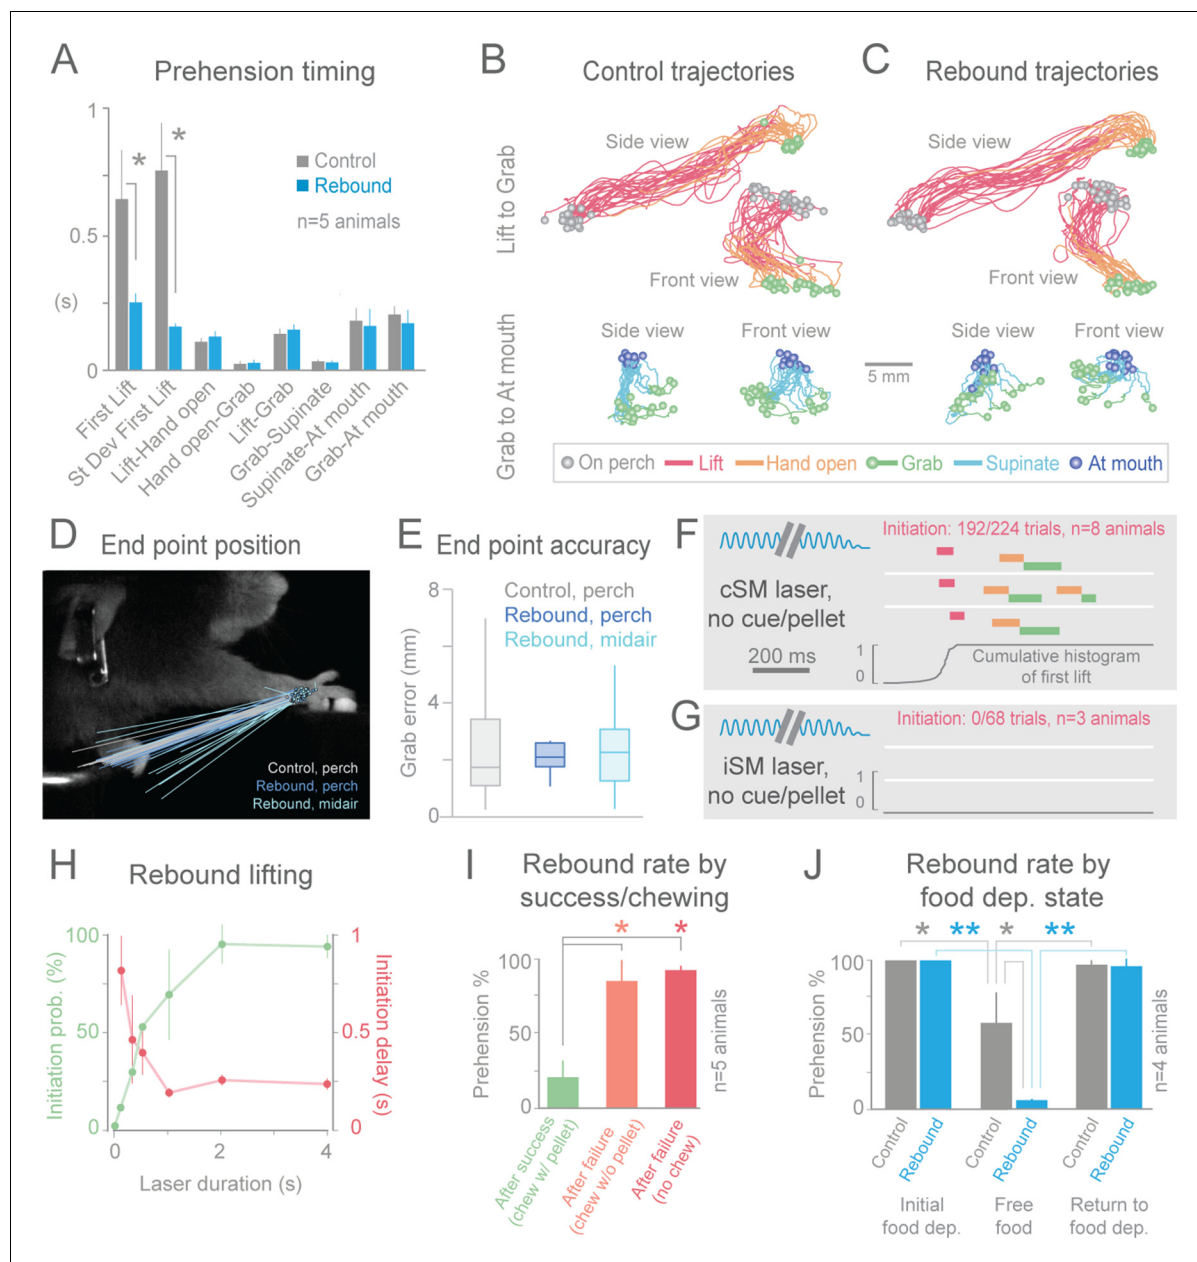 A
Prehension timing
1
0.5
(s)
0
*
*
Control
Rebound
n=5 animals
First Lift
St Dev First Lift
Lift-Hand open
Hand open-Grab
Lift-Grab
Grab-Supinate
Supinate-At mouth
Grab-At mouth
B
Control trajectories
C
Rebound trajectories
Lift to Grab
Side view
Front view
Side view
Front view
Grab to At mouth
Side view
Front view
5 mm
Side view
Front view
On perch
Lift
Hand open
Grab
Supinate
At mouth
D
End point position
Control, perch
Rebound, perch
Rebound, midair
E
End point accuracy
Grab error (mm)
8
4
0
Control, perch
Rebound, perch
Rebound, midair
F
Initiation: 192/224 trials, n=8 animals
cSM laser,
no cue/pellet
200 ms
1
0
Cumulative histogram
of first lift
G
Initiation: 0/68 trials, n=3 animals
iSM laser,
no cue/pellet
1
0
H
Rebound lifting
Initiation prob. (%)
100
50
0
1
0.5
0
Initiation delay (s)
0
2
4
Laser duration (s)
I
Rebound rate by
success/chewing
*
*
Prehension %
100
50
0
n=5 animals
After success
(chew w/ pellet)
After failure
(chew w/o pellet)
After failure
(no chew)
J
Rebound rate by
food dep. state
*
**
*
**
Prehension %
100
50
0
n=4 animals
Control
Rebound
Control
Rebound
Control
Rebound
Initial
food dep.
Free
food
Return to
food dep.